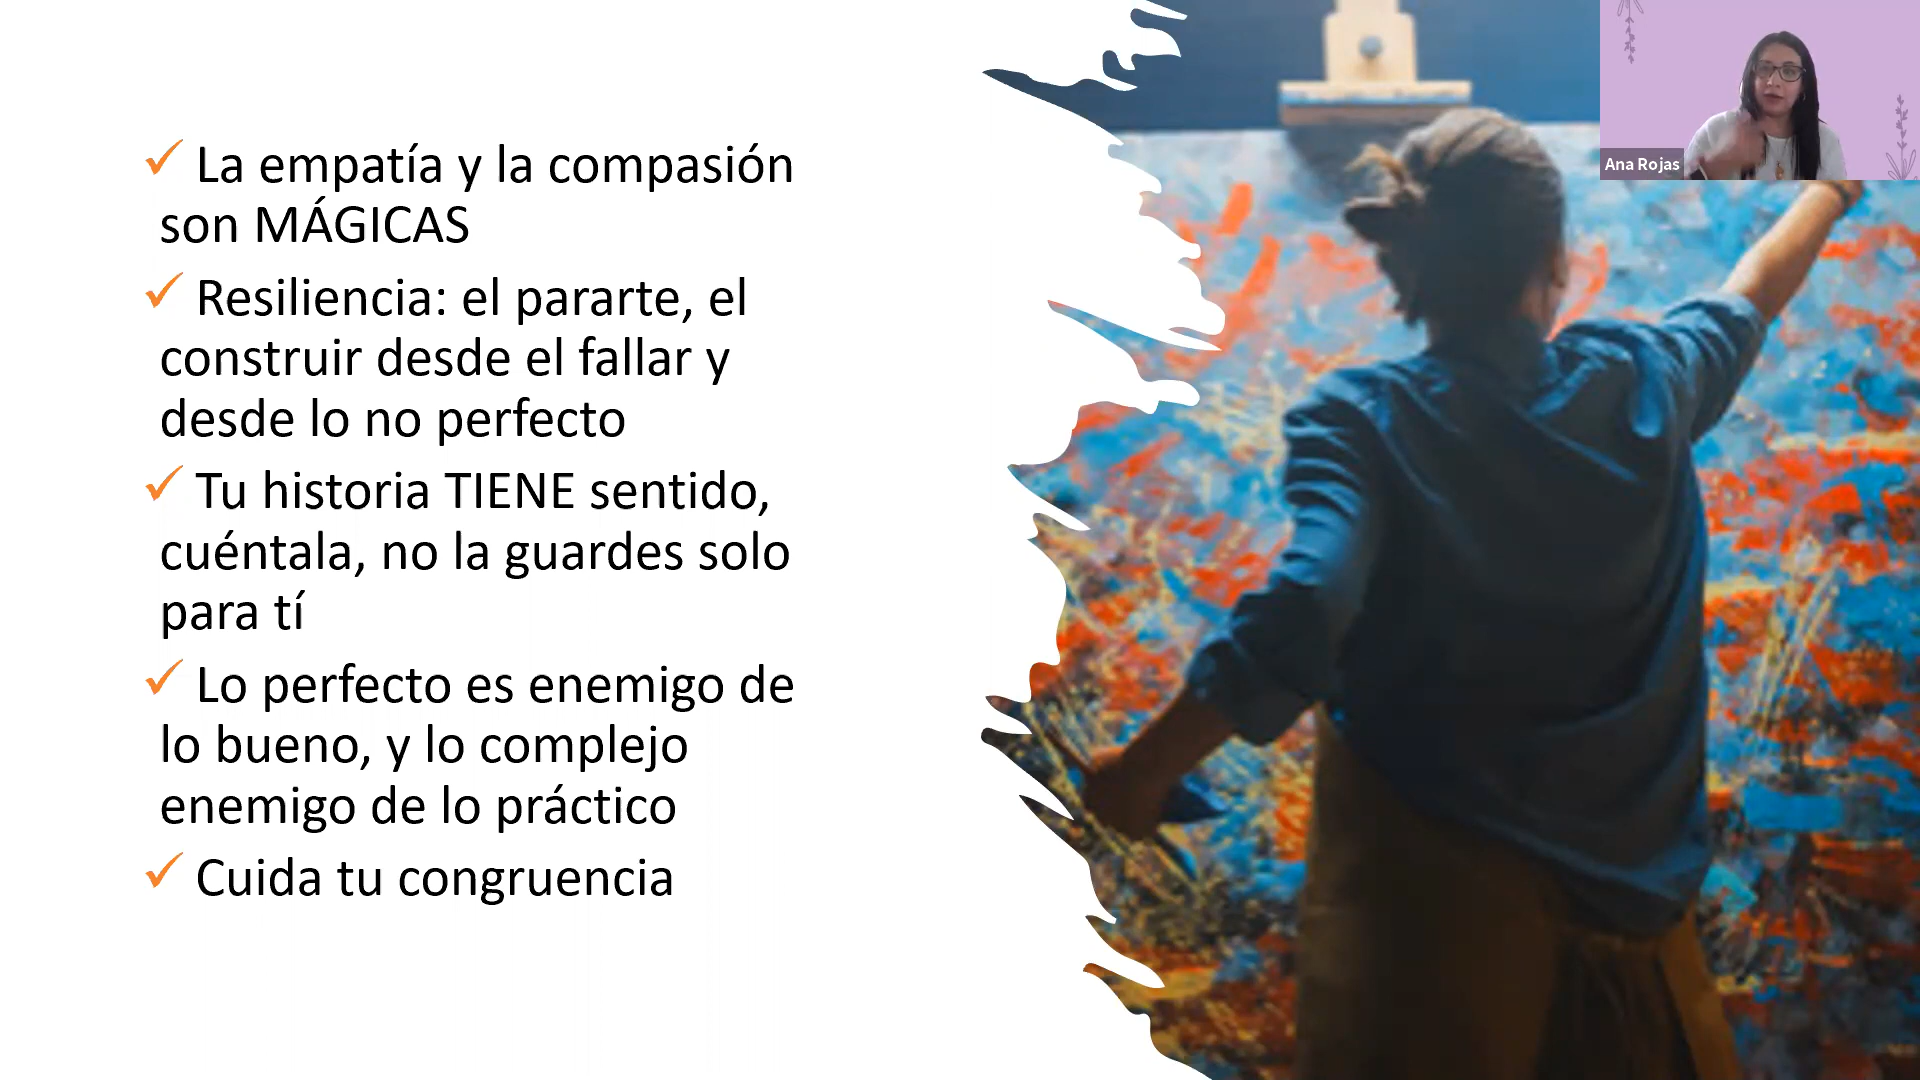 La empatía y la compasión
son MÁGICAS
Resiliencia: el pararte, el
construir desde el fallar y
desde lo no perfecto
Tu historia TIENE sentido,
cuéntala, no la guardes solo
para tí
Lo perfecto es enemigo de
lo bueno, y lo complejo
enemigo de lo práctico
Cuida tu congruencia
Ana Rojas